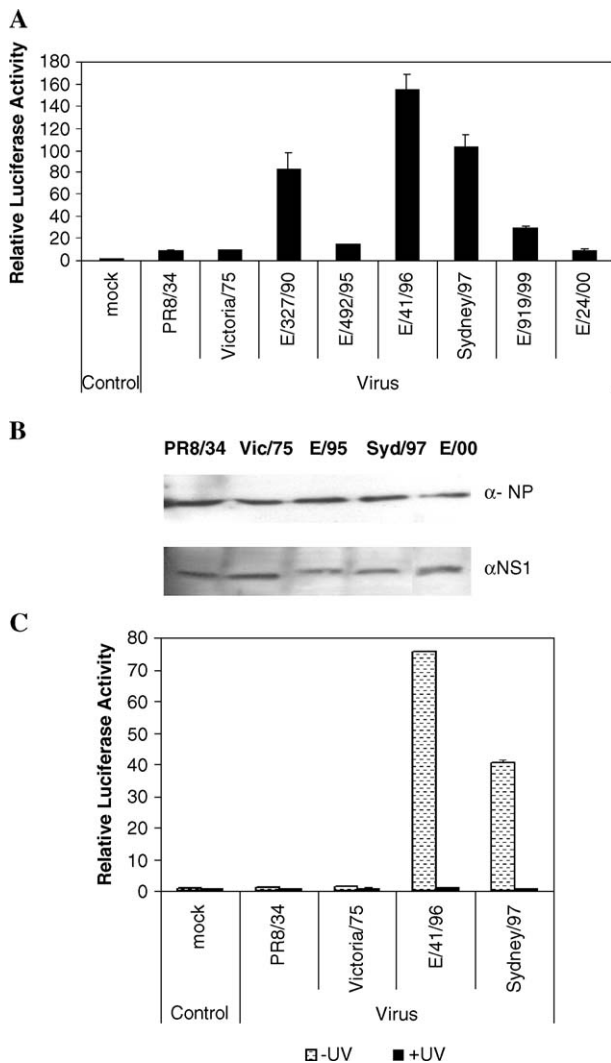 A
Relative Luciferase Activity
180
160
140
120
100
80
60
40
20
0
mock
PR8/34
Victoria/75
E/327/90
E/492/95
E/41/96
Sydney/97
E/919/99
E/24/00
Control
Virus
B
PR8/34 Vic/75 E/95 Syd/97 E/00
α- NP
αNS1
C
Relative Luciferase Activity
80
70
60
50
40
30
20
10
0
mock
PR8/34
Victoria/75
E/41/96
Sydney/97
Control
Virus
-UV +UV